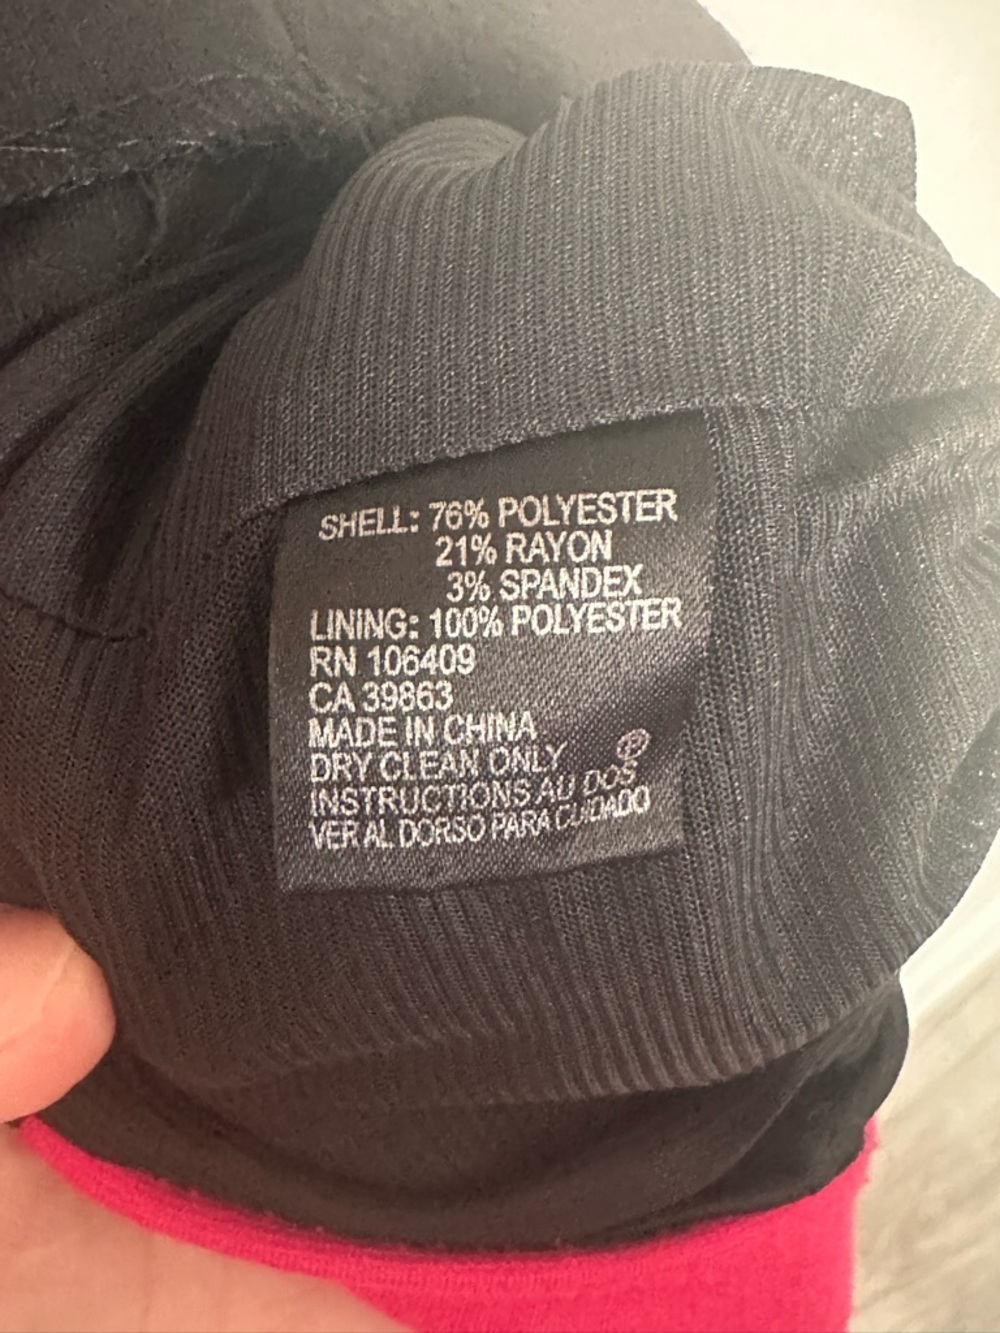 SHELL: 76% POLYESTER
21% RAYON
3% SPANDEX
LINING: 100% POLYESTER
RN 106409
CA 39863
MADE IN CHINA
DRY CLEAN ONLY Ⓟ
INSTRUCTIONS AU DOS
VER AL DORSO PARA CUIDADO